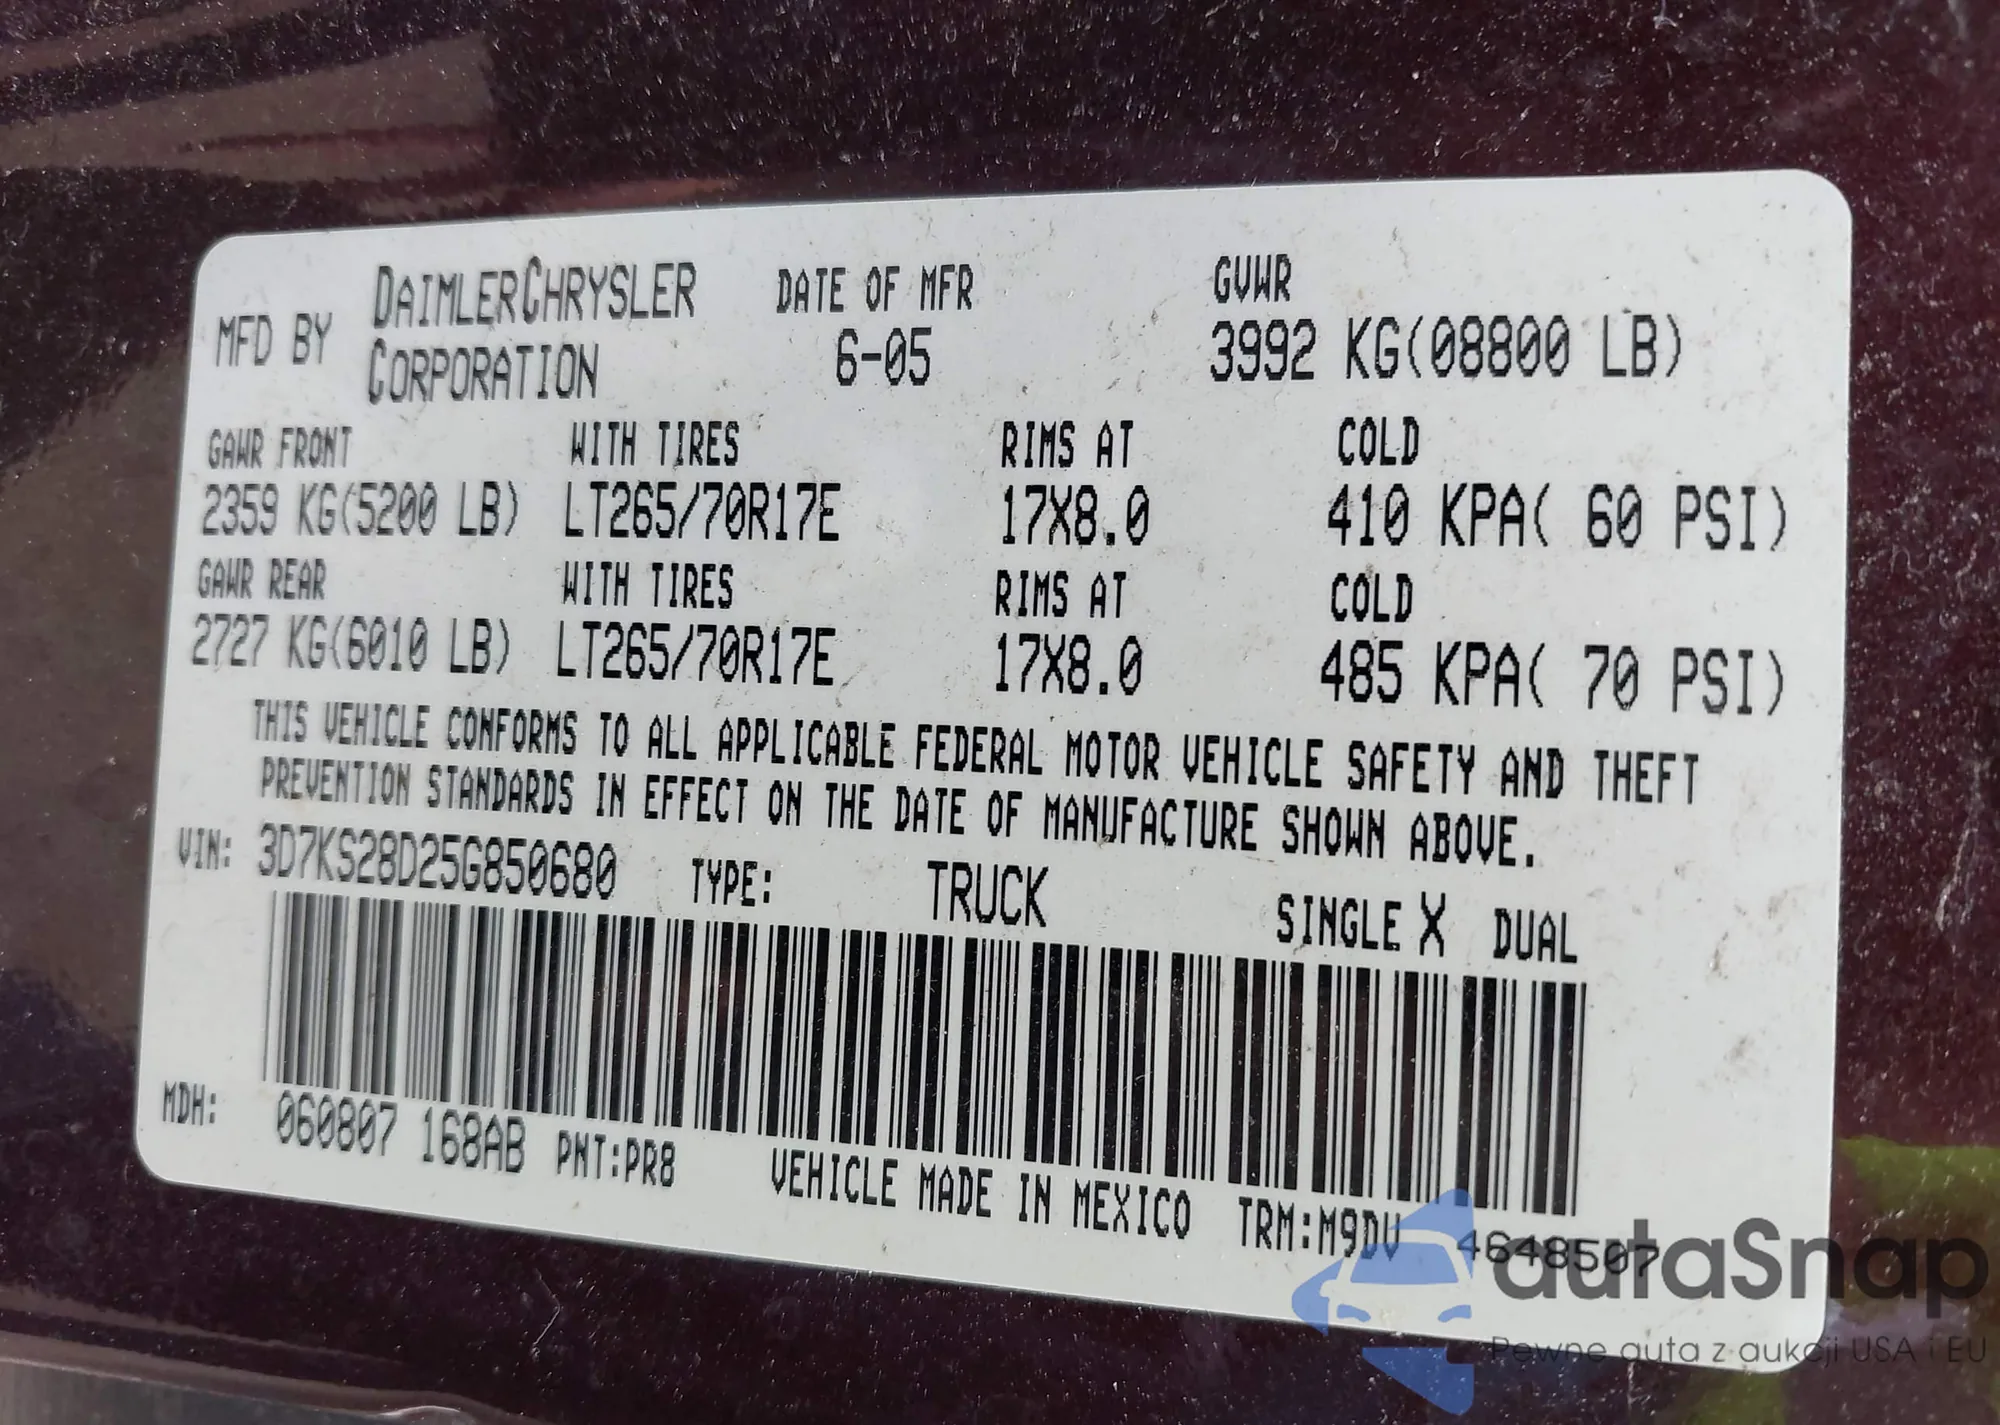 MFD BY DAIMLERCHRYSLER CORPORATION DATE OF MFR 6-05 GVWR 3992 KG(08800 LB)
GAWR FRONT WITH TIRES RIMS AT COLD
2359 KG(5200 LB) LT265/70R17E 17X8.0 410 KPA( 60 PSI)
GAWR REAR WITH TIRES RIMS AT COLD
2727 KG(6010 LB) LT265/70R17E 17X8.0 485 KPA( 70 PSI)
THIS VEHICLE CONFORMS TO ALL APPLICABLE FEDERAL MOTOR VEHICLE SAFETY AND THEFT
PREVENTION STANDARDS IN EFFECT ON THE DATE OF MANUFACTURE SHOWN ABOVE.
VIN: 3D7KS28D25G850680 TYPE: TRUCK SINGLE X DUAL
MDH: 060807 168AB PNT:PR8 VEHICLE MADE IN MEXICO TRM:M9DV 4648507
autaSnap
Pewne auta z aukcji USA i EU